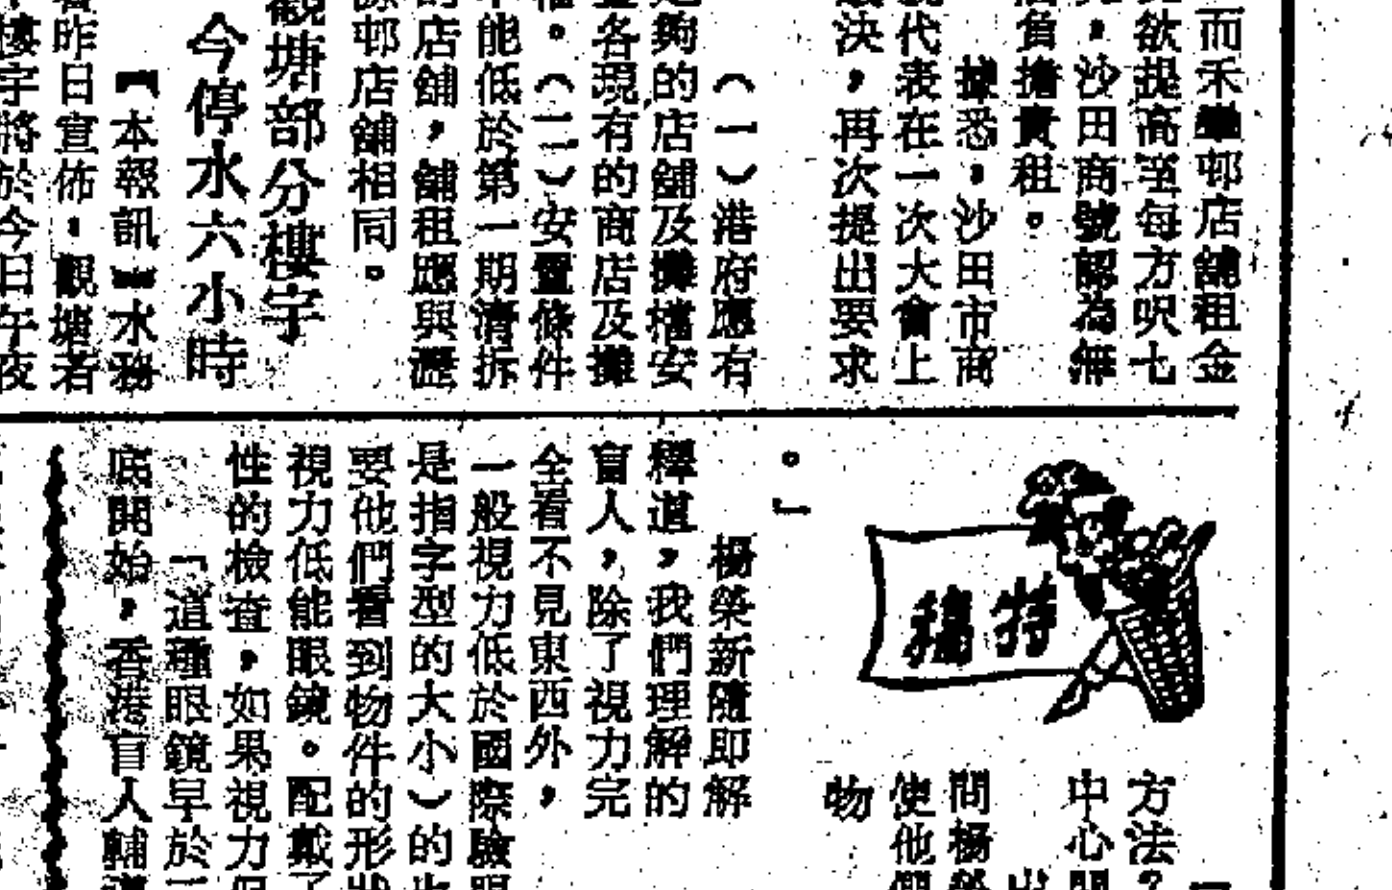 而禾輋邨店舖租金
欲提高至每方呎七
，沙田商號認為無
負擔貴租。
據悉，沙田市商
代表在一次大會上
決，再次提出要求
（一）港府應有
夠的店舖及攤檔安
各現有的商店及攤
。（二）安置條件
能低於第一期清拆
店舖，舖租應與瀝
邨店舖相同。
觀塘部分樓宇
今停水六小時
【本報訊】水務
昨日宣佈，觀塘若
樓宇將於今日午夜
特稿
方法？
中心
問楊
使他
物
。」
楊榮新隨即解
釋道，我們理解的
盲人，除了視力完
全看不見東西外，
一般視力低於國際驗
是指字型的大小）的
要他們看到物件的形
視力低能眼鏡。配戴了
性的檢查，如果視力
「這種眼鏡早於
底開始，香港盲人輔